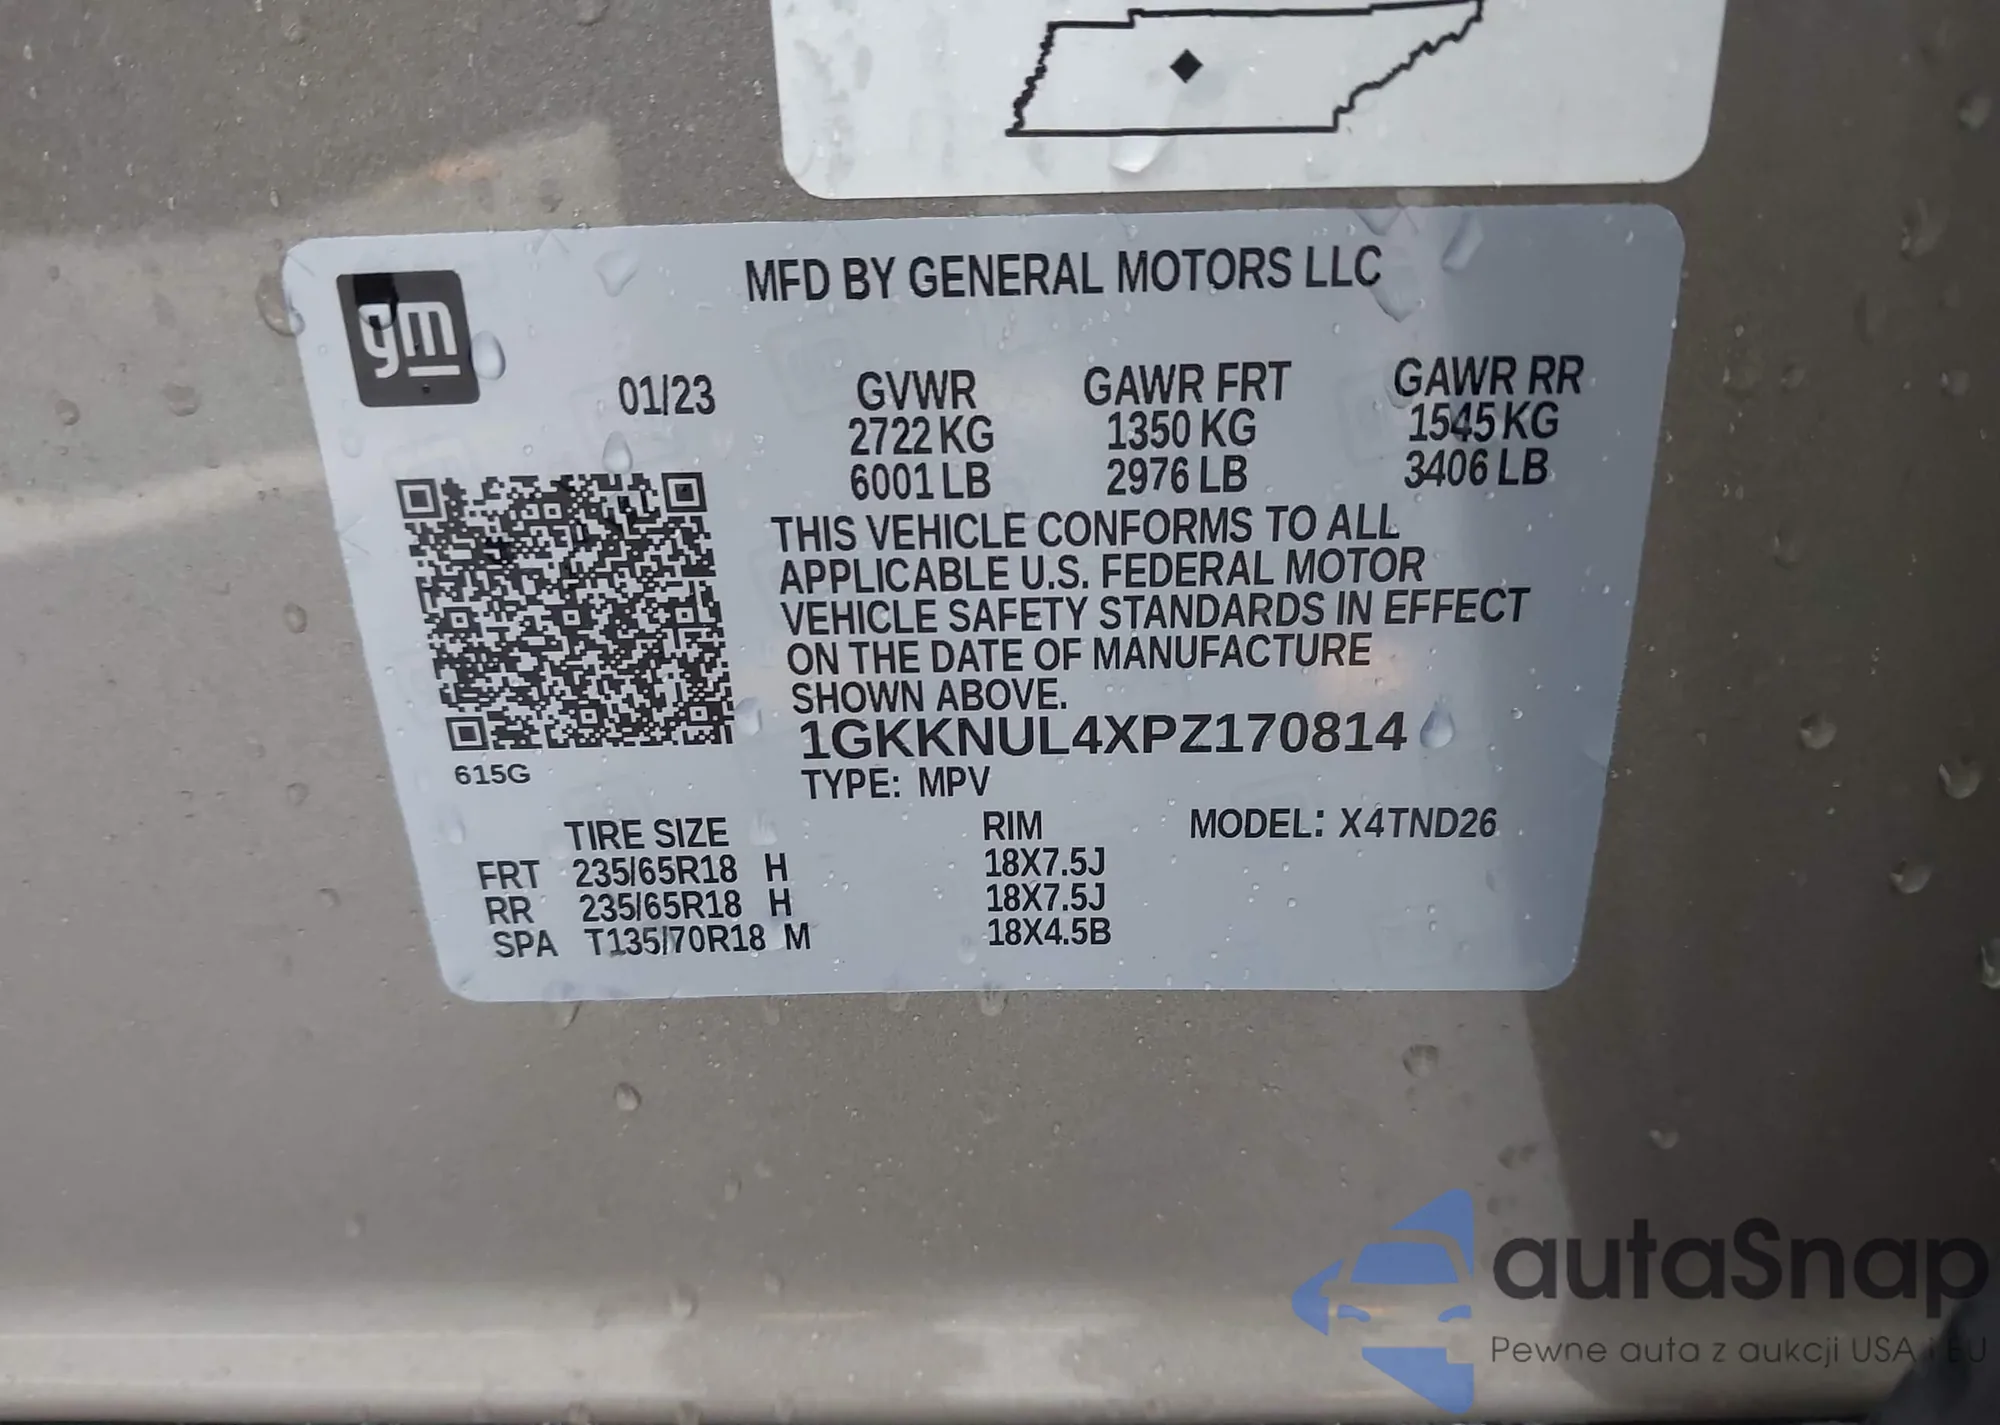 MFD BY GENERAL MOTORS LLC
gm
01/23 GVWR GAWR FRT GAWR RR
2722 KG 1350 KG 1545 KG
6001 LB 2976 LB 3406 LB
THIS VEHICLE CONFORMS TO ALL
APPLICABLE U.S. FEDERAL MOTOR
VEHICLE SAFETY STANDARDS IN EFFECT
ON THE DATE OF MANUFACTURE
SHOWN ABOVE.
1GKKNUL4XPZ170814
615G
TYPE: MPV
TIRE SIZE RIM MODEL: X4TND26
FRT 235/65R18 H 18X7.5J
RR 235/65R18 H 18X7.5J
SPA T135/70R18 M 18X4.5B
autaSnap
Pewne auta z aukcji USA i EU